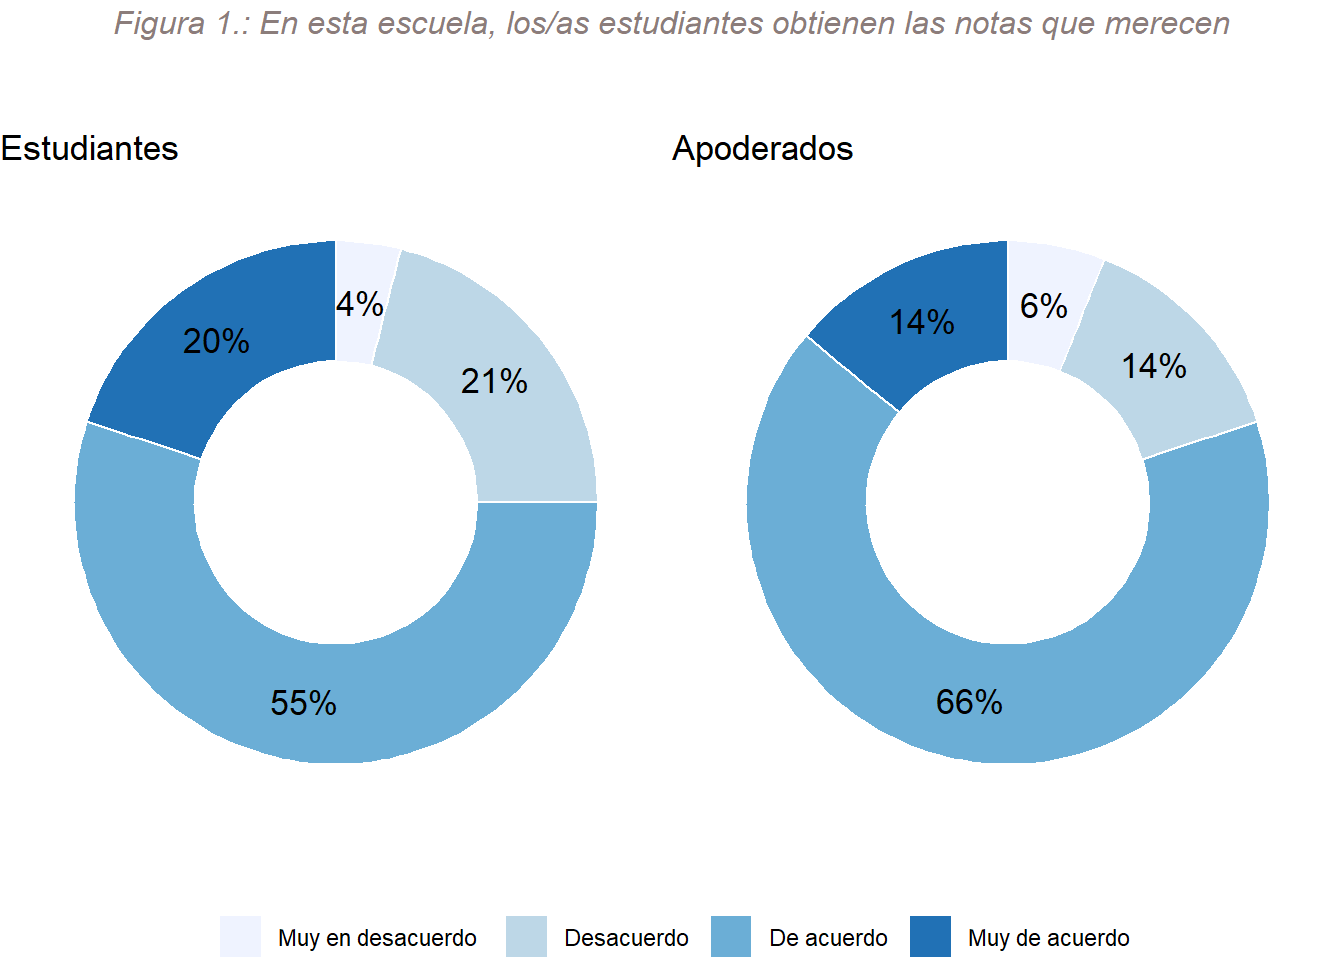 Figura 1.: En esta escuela, los/as estudiantes obtienen las notas que merecen
Estudiantes
4%
21%
55%
20%
Apoderados
6%
14%
66%
14%
Muy en desacuerdo
Desacuerdo
De acuerdo
Muy de acuerdo